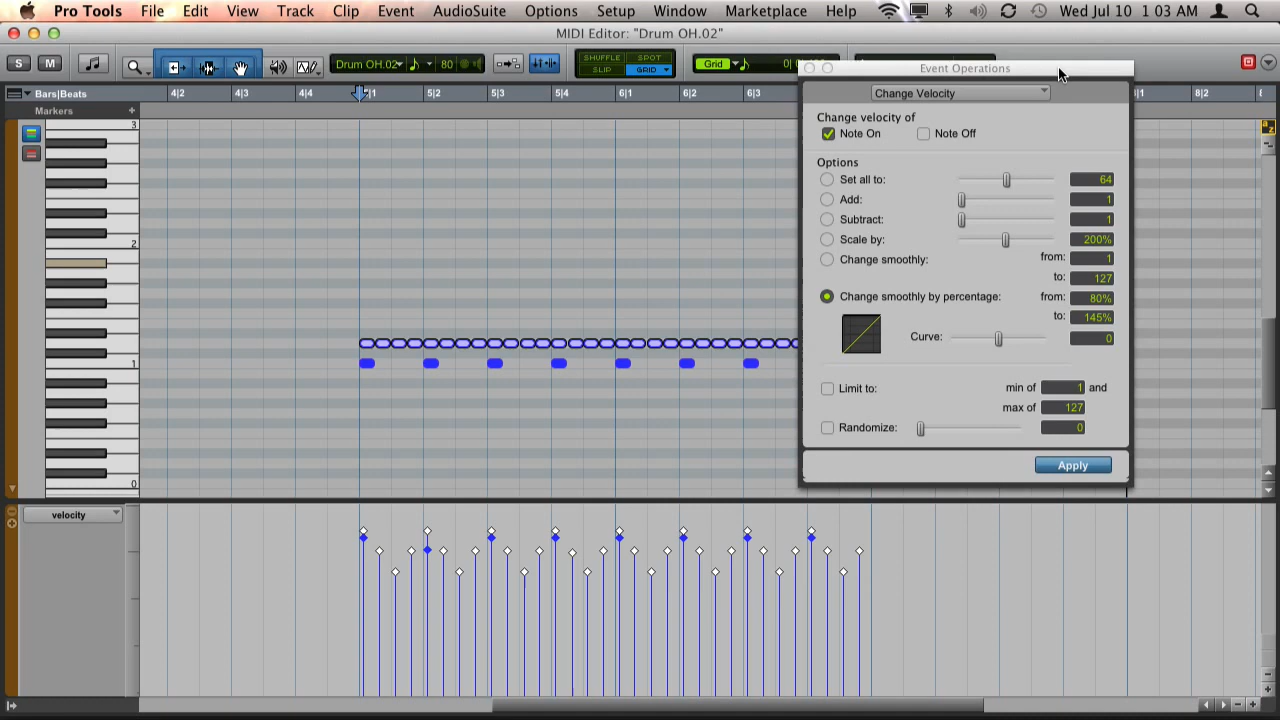 Pro Tools File Edit View Track Clip Event AudioSuite Options Setup Window Marketplace Help Wed Jul 10 1:03 AM
MIDI Editor: "Drum OH.02"
S M Drum OH.02 80 SHUFFLE SPOT SLIP GRID Grid
Event Operations
Bars|Beats 4|2 4|3 4|4 5|2 5|3 5|4 6|1 6|2 6|3 8|2
Markers
Change Velocity
Change velocity of
Note On Note Off
Options
Set all to: 64
Add: 1
Subtract: 1
Scale by: 200%
Change smoothly: from: 1
to: 127
Change smoothly by percentage: from: 80%
to: 145%
Curve: 0
Limit to: min of 1 and
max of 127
Randomize: 0
Apply
3
2
1
0
velocity